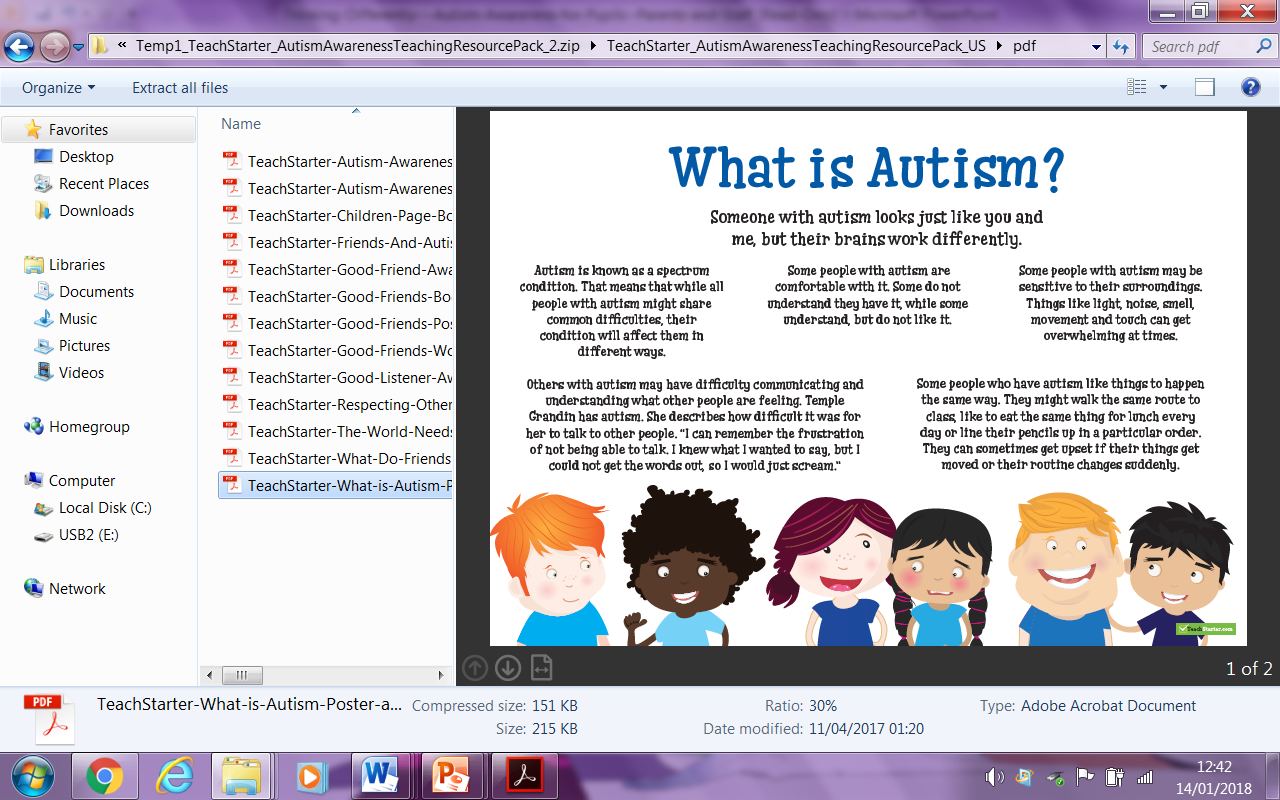 « Temp1_TeachStarter_AutismAwarenessTeachingResourcePack_2.zip ▸ TeachStarter_AutismAwarenessTeachingResourcePack_US ▸ pdf
Search pdf
Organize
Extract all files
Favorites
Desktop
Recent Places
Downloads
Libraries
Documents
Music
Pictures
Videos
Homegroup
Computer
Local Disk (C:)
USB2 (E:)
Network
Name
TeachStarter-Autism-Awarenes
TeachStarter-Autism-Awarenes
TeachStarter-Children-Page-Bo
TeachStarter-Friends-And-Autis
TeachStarter-Good-Friend-Awa
TeachStarter-Good-Friends-Boo
TeachStarter-Good-Friends-Pos
TeachStarter-Good-Friends-Wo
TeachStarter-Good-Listener-Aw
TeachStarter-Respecting-Other
TeachStarter-The-World-Needs
TeachStarter-What-Do-Friends
TeachStarter-What-is-Autism-P
What is Autism?
Someone with autism looks just like you and
me, but their brains work differently.
Autism is known as a spectrum
condition. That means that while all
people with autism might share
common difficulties, their
condition will affect them in
different ways.
Some people with autism are
comfortable with it. Some do not
understand they have it, while some
understand, but do not like it.
Some people with autism may be
sensitive to their surroundings.
Things like light, noise, smell,
movement and touch can get
overwhelming at times.
Others with autism may have difficulty communicating and
understanding what other people are feeling. Temple
Grandin has autism. She describes how difficult it was for
her to talk to other people. "I can remember the frustration
of not being able to talk. I knew what I wanted to say, but I
could not get the words out, so I would just scream."
Some people who have autism like things to happen
the same way. They might walk the same route to
class, like to eat the same thing for lunch every
day or line their pencils up in a particular order.
They can sometimes get upset if their things get
moved or their routine changes suddenly.
TeachStarter.com
1 of 2
PDF
TeachStarter-What-is-Autism-Poster-a...
Compressed size: 151 KB
Size: 215 KB
Ratio: 30%
Date modified: 11/04/2017 01:20
Type: Adobe Acrobat Document
12:42
14/01/2018